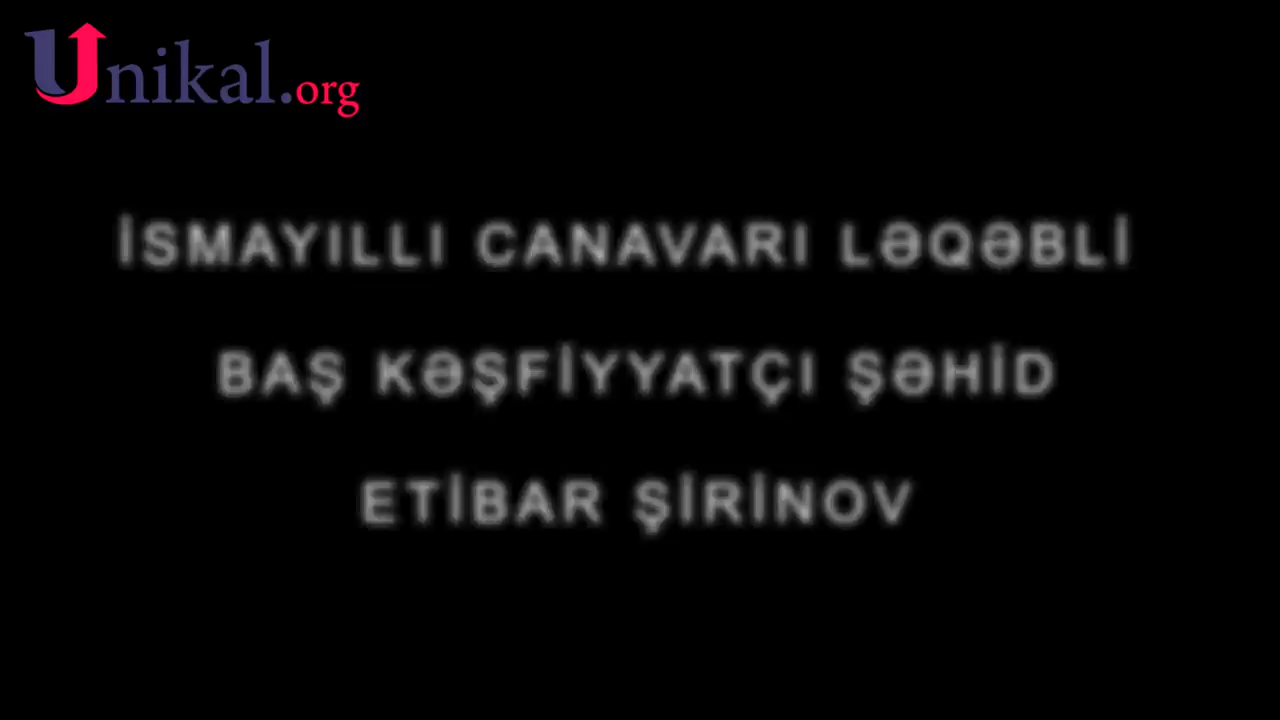 Unikal.org
İSMAYILLI CANAVARI LƏQƏBLİ
BAŞ KƏŞFİYYATÇI ŞƏHİD
ETİBAR ŞİRİNOV